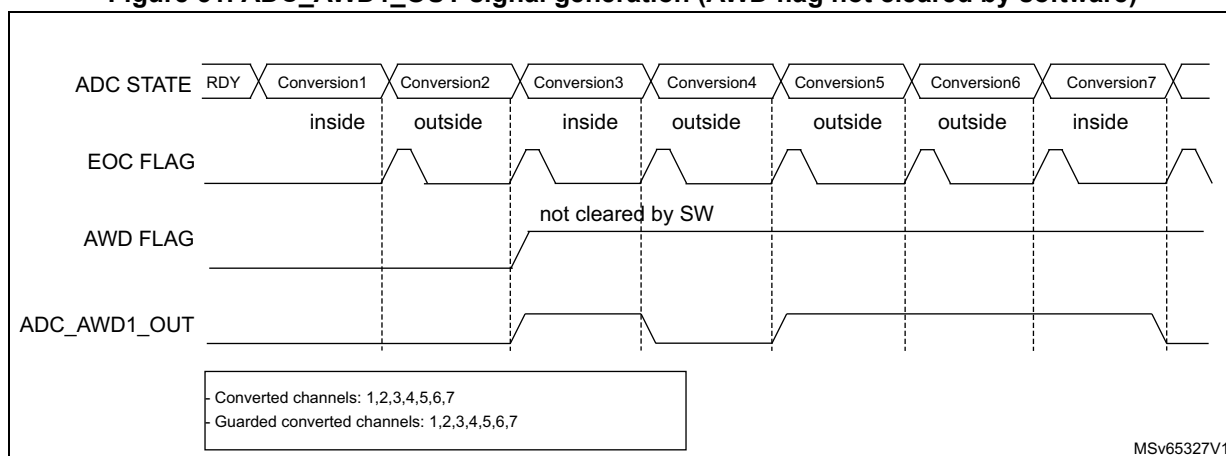 Figure 31. ADC_AWD1_OUT signal generation (AWD flag not cleared by software)
ADC STATE RDY Conversion1 Conversion2 Conversion3 Conversion4 Conversion5 Conversion6 Conversion7
inside outside inside outside outside outside inside
EOC FLAG
not cleared by SW
AWD FLAG
ADC_AWD1_OUT
- Converted channels: 1,2,3,4,5,6,7
- Guarded converted channels: 1,2,3,4,5,6,7
MSv65327V1